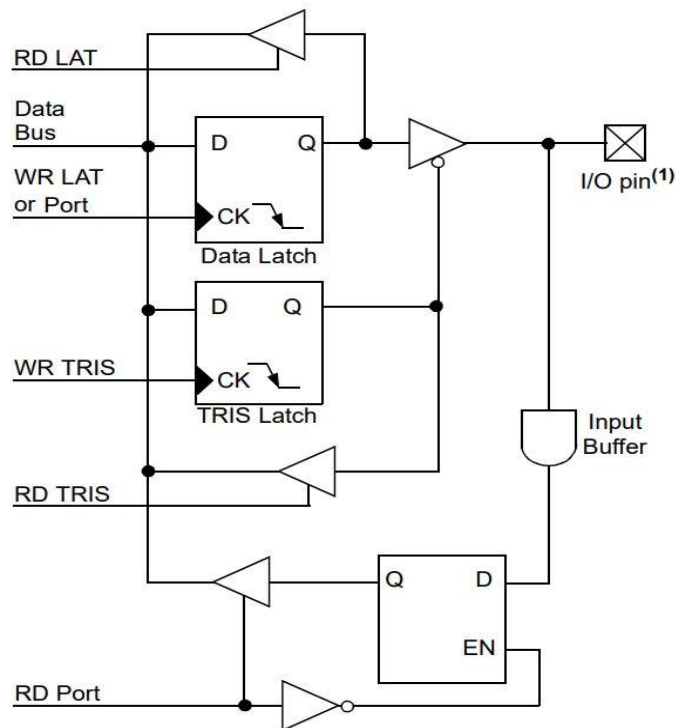 RD LAT
Data
Bus
D Q
WR LAT
or Port
CK
Data Latch
I/O pin(1)
D Q
WR TRIS
CK
TRIS Latch
Input
Buffer
RD TRIS
Q D
EN
RD Port